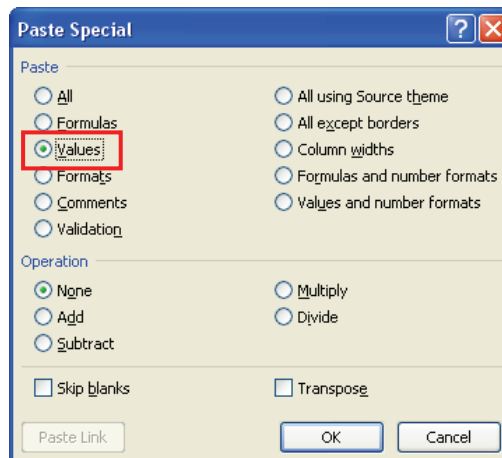 Paste Special
Paste
All
All using Source theme
Formulas
All except borders
Values
Column widths
Formats
Formulas and number formats
Comments
Values and number formats
Validation
Operation
None
Multiply
Add
Divide
Subtract
Skip blanks
Transpose
Paste Link
OK
Cancel